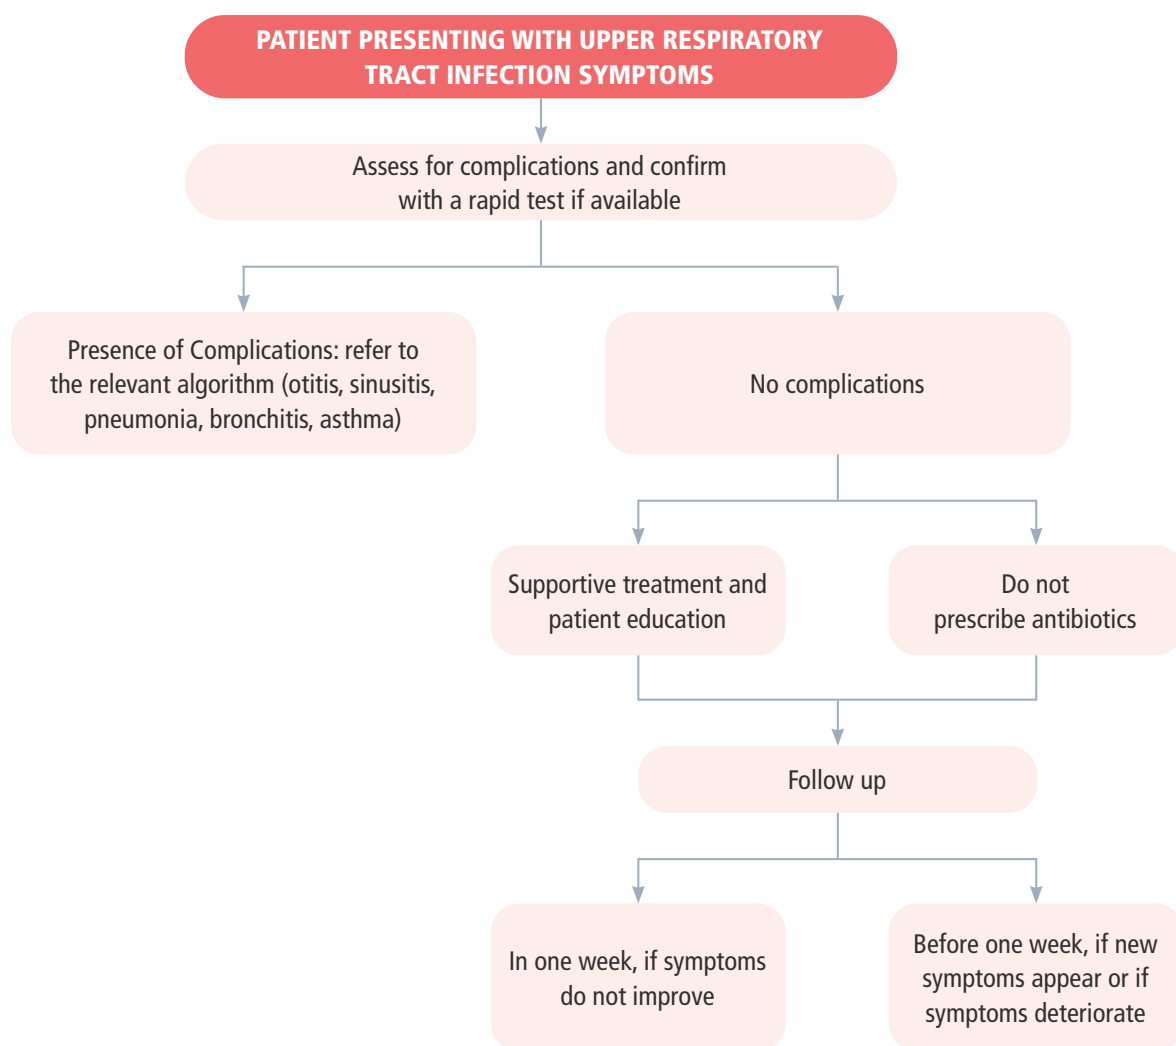 PATIENT PRESENTING WITH UPPER RESPIRATORY
TRACT INFECTION SYMPTOMS
Assess for complications and confirm
with a rapid test if available
Presence of Complications: refer to
the relevant algorithm (otitis, sinusitis,
pneumonia, bronchitis, asthma)
No complications
Supportive treatment and
patient education
Do not
prescribe antibiotics
Follow up
In one week, if symptoms
do not improve
Before one week, if new
symptoms appear or if
symptoms deteriorate